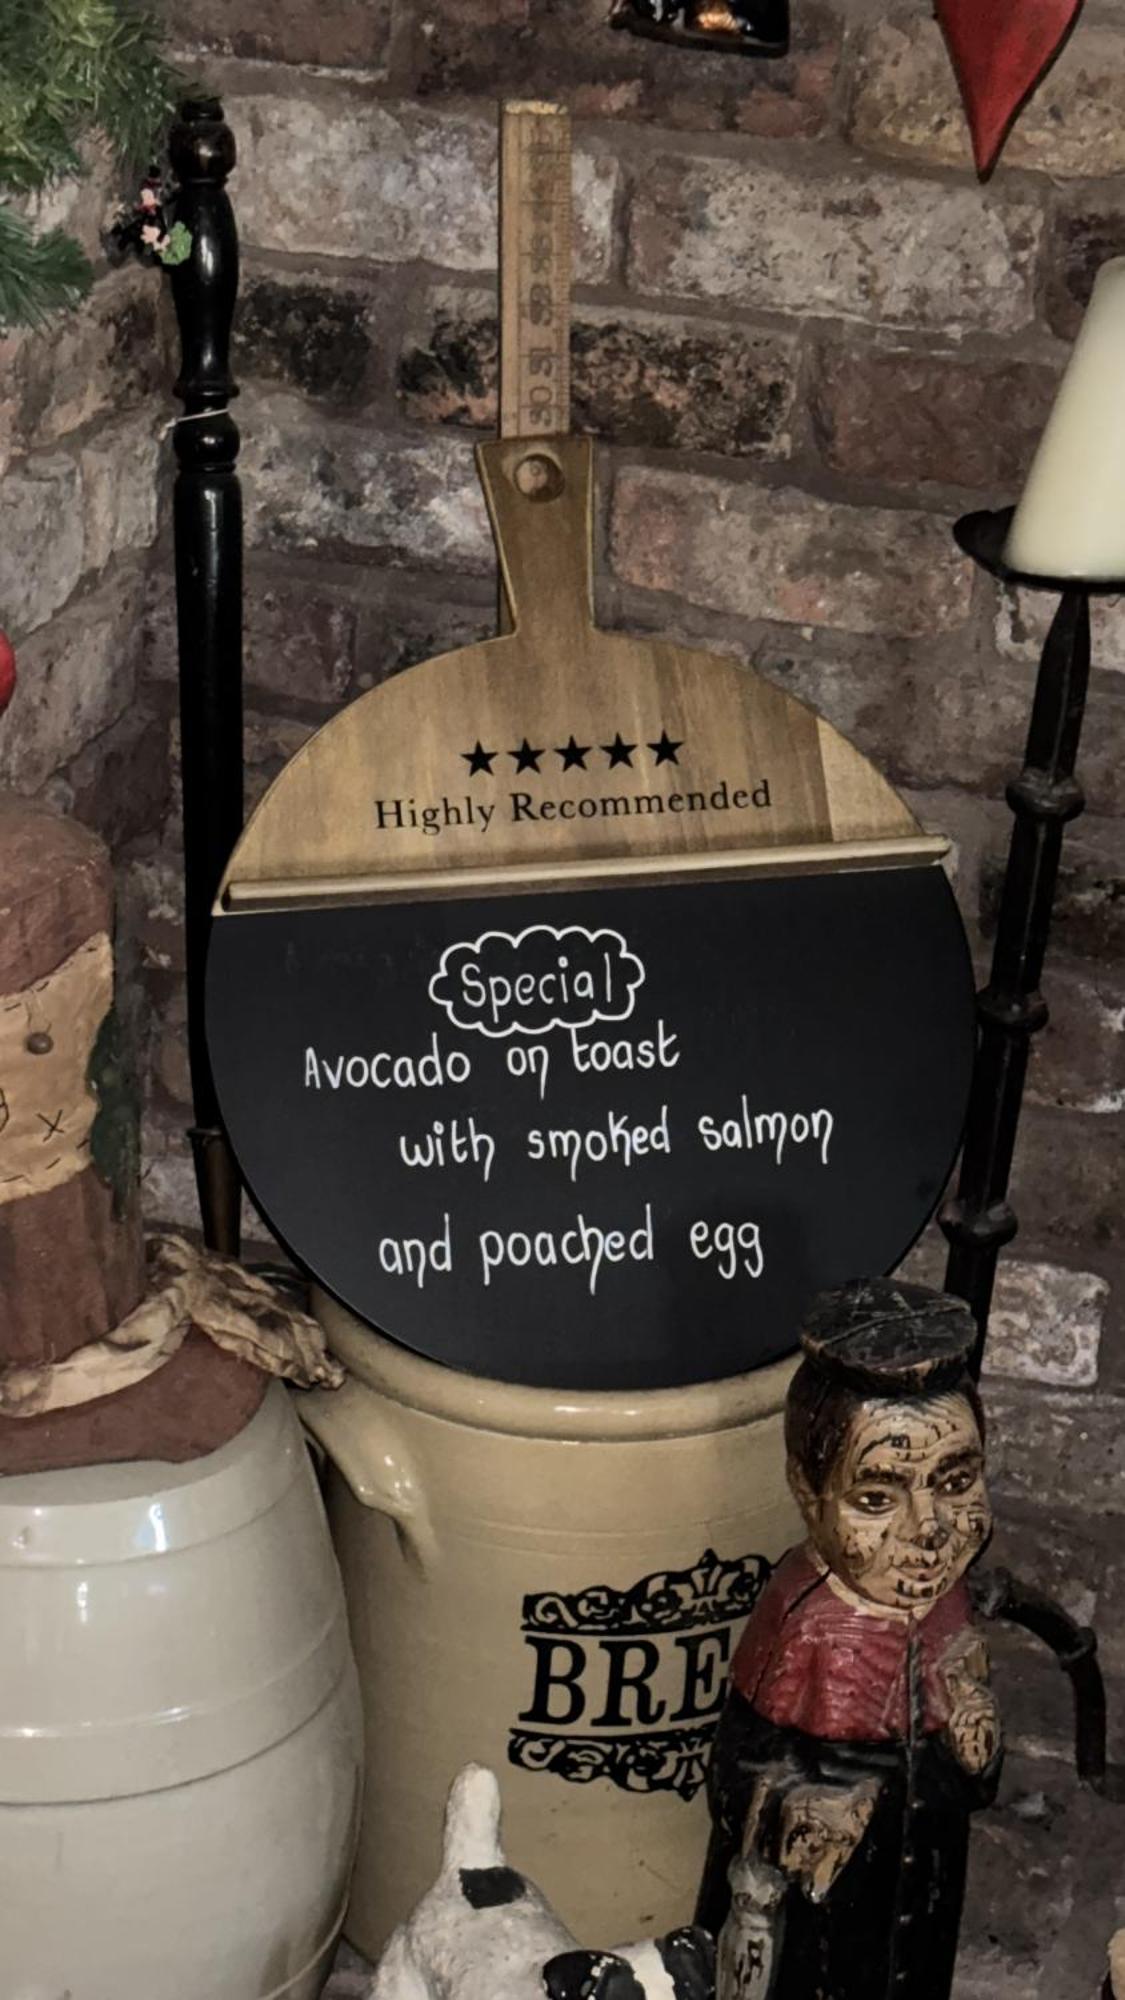 ★★★★★
Highly Recommended
Special
Avocado on toast
with smoked salmon
and poached egg
BRE